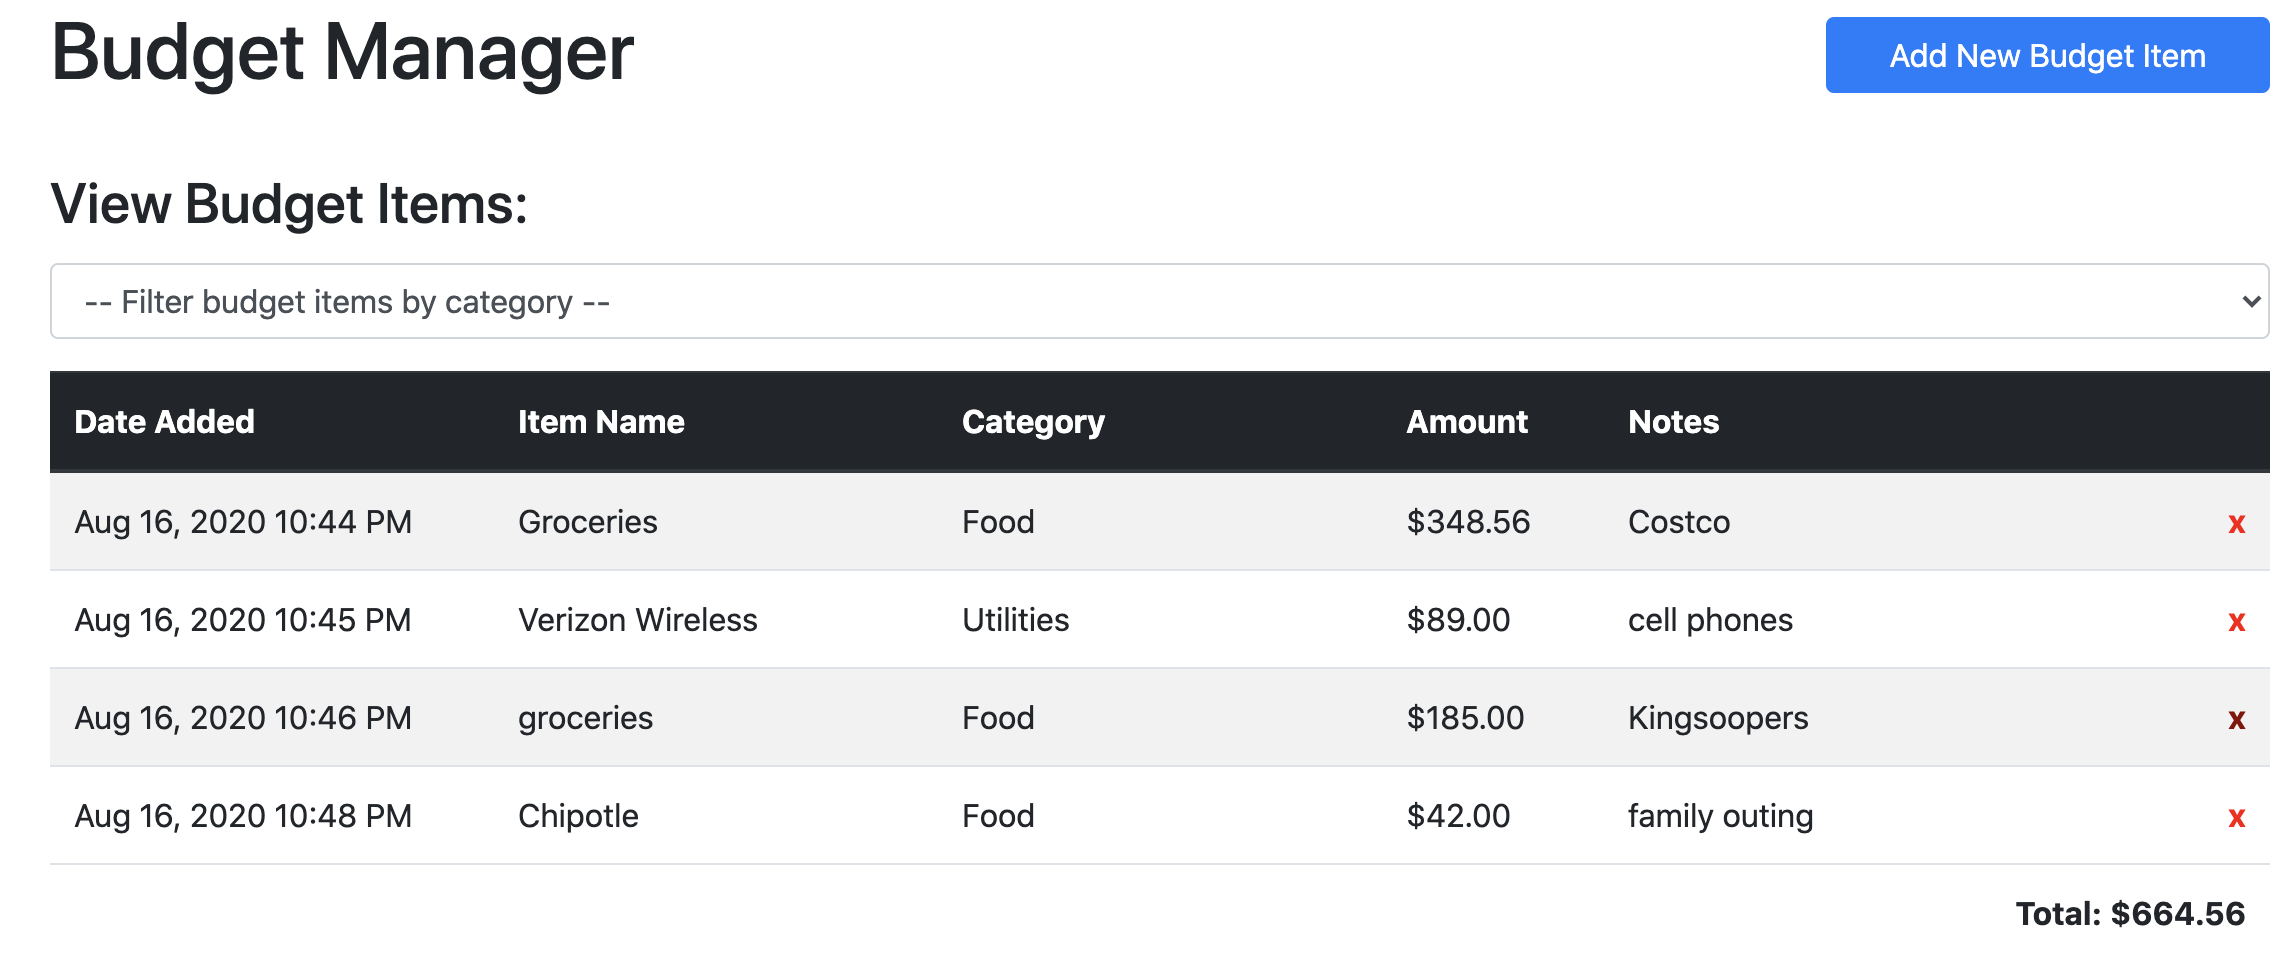 Budget Manager
Add New Budget Item
View Budget Items:
-- Filter budget items by category --
Date Added Item Name Category Amount Notes
Aug 16, 2020 10:44 PM Groceries Food $348.56 Costco x
Aug 16, 2020 10:45 PM Verizon Wireless Utilities $89.00 cell phones x
Aug 16, 2020 10:46 PM groceries Food $185.00 Kingsoopers x
Aug 16, 2020 10:48 PM Chipotle Food $42.00 family outing x
Total: $664.56